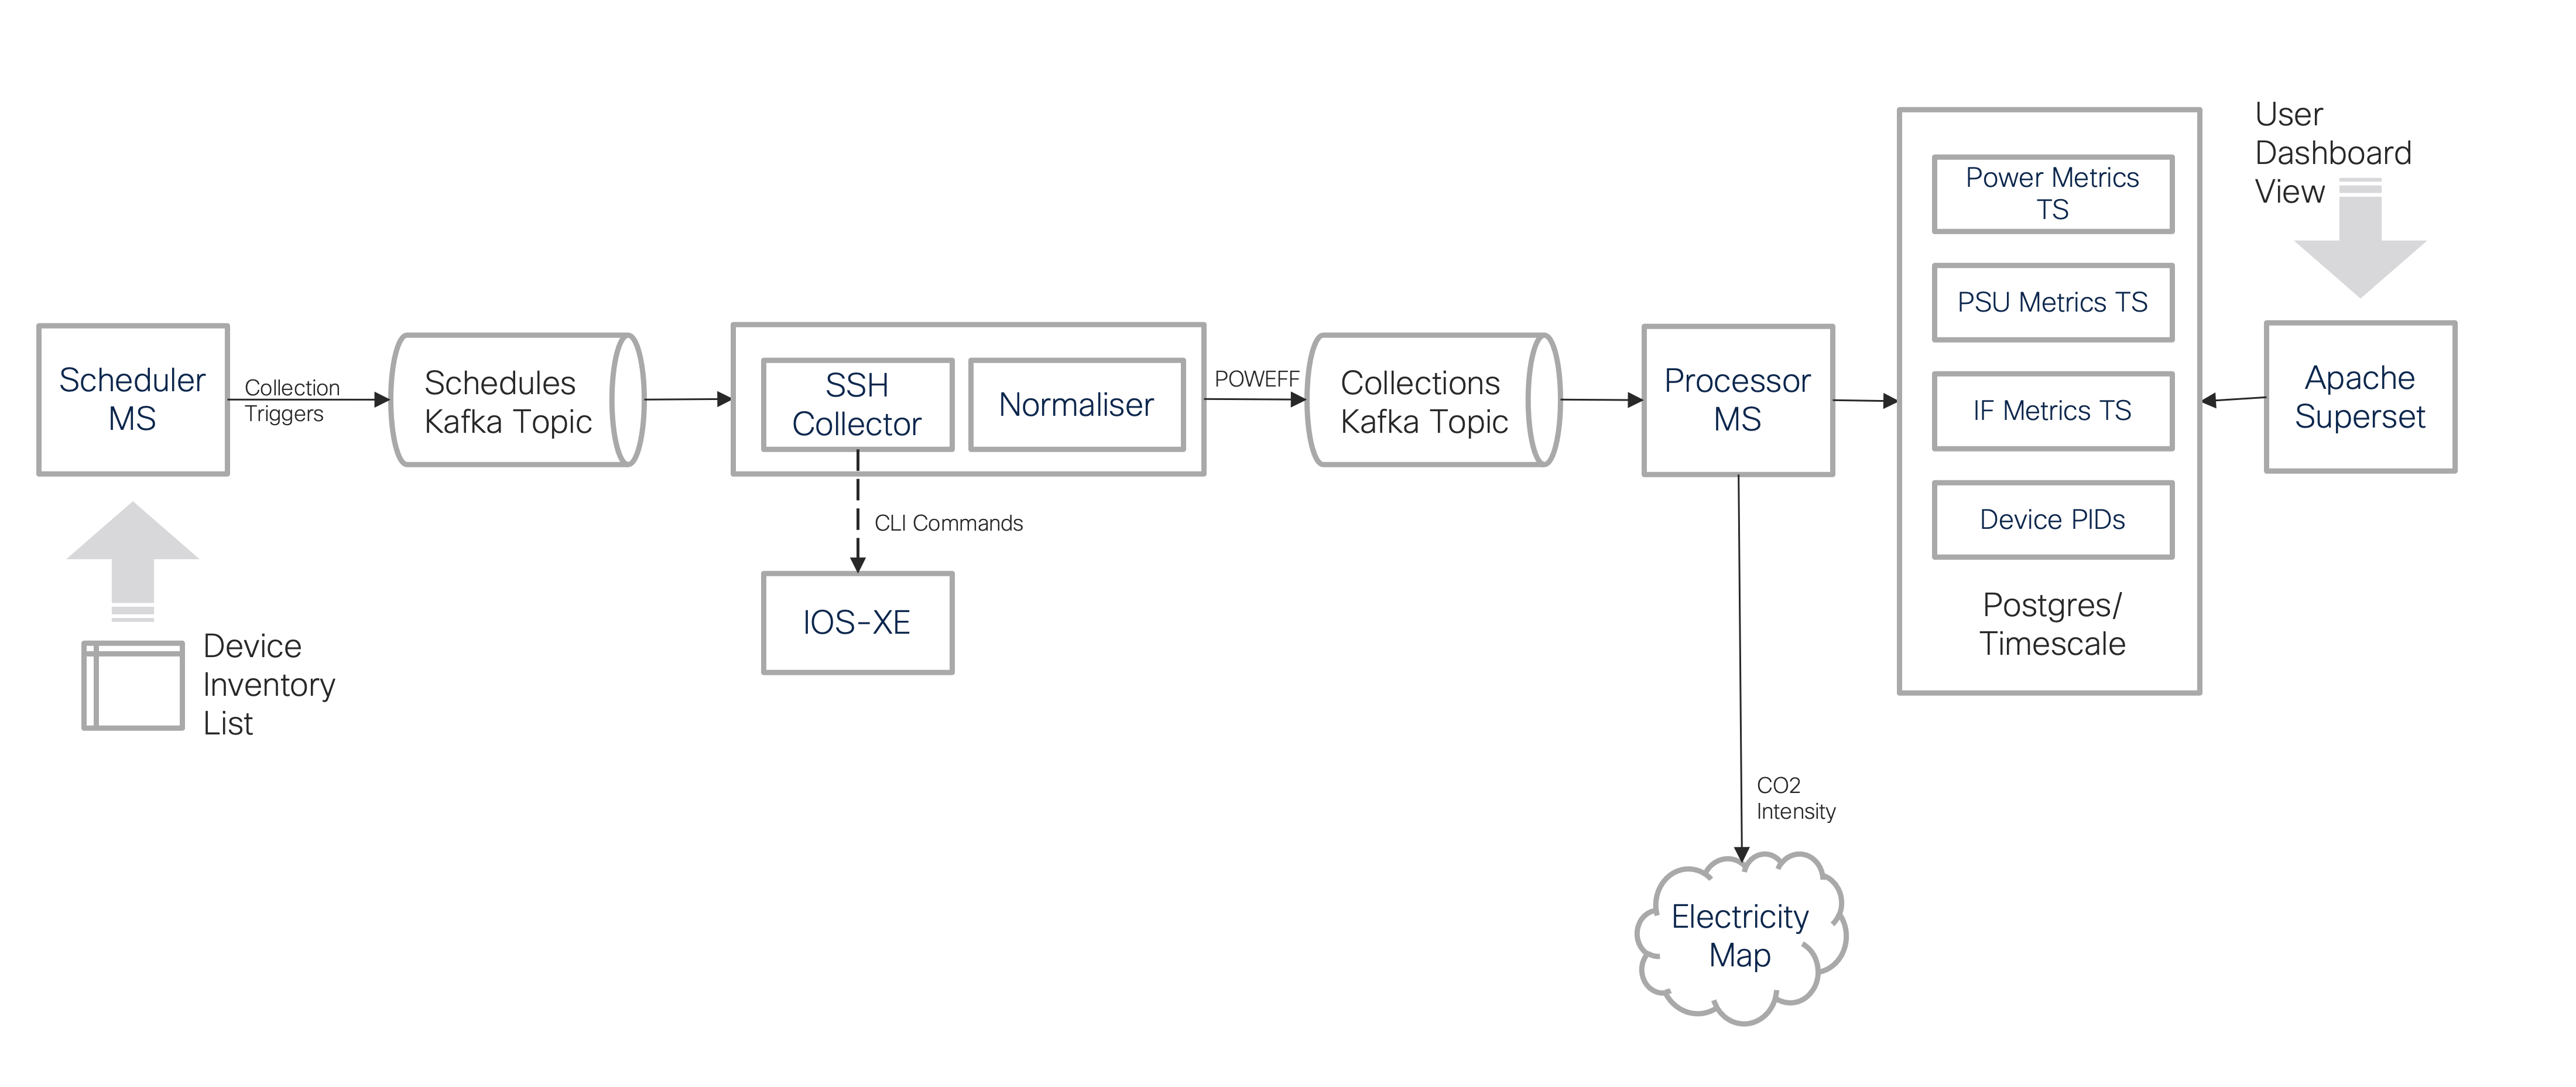 Scheduler
MS
Collection
Triggers
Device
Inventory
List
Schedules
Kafka Topic
SSH
Collector
Normaliser
CLI Commands
IOS-XE
POWEFF
Collections
Kafka Topic
Processor
MS
CO2
Intensity
Electricity
Map
Power Metrics
TS
PSU Metrics TS
IF Metrics TS
Device PIDs
Postgres/
Timescale
User
Dashboard
View
Apache
Superset